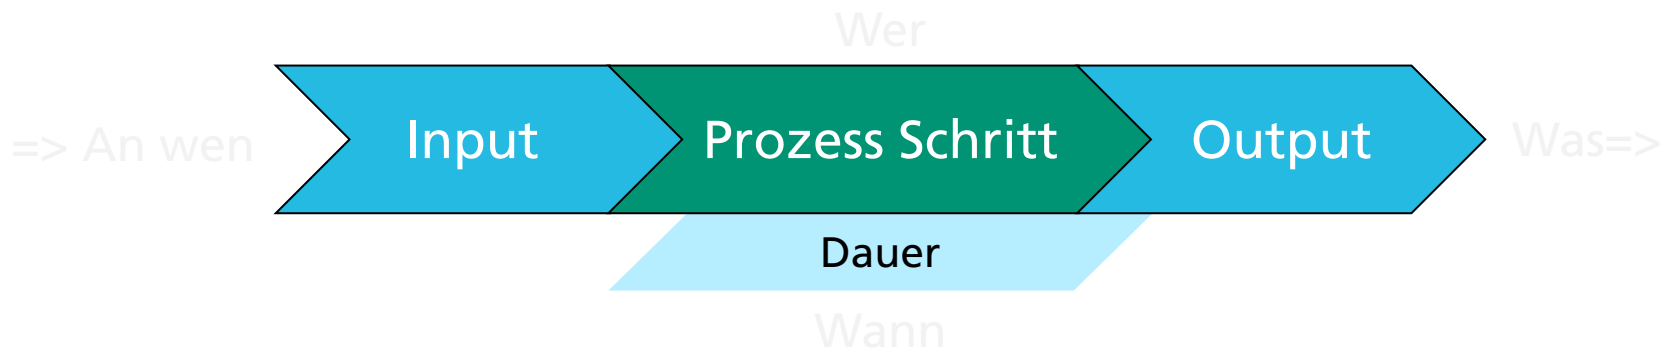 Wer
=> An wen
Input
Prozess Schritt
Output
Was=>
Dauer
Wann